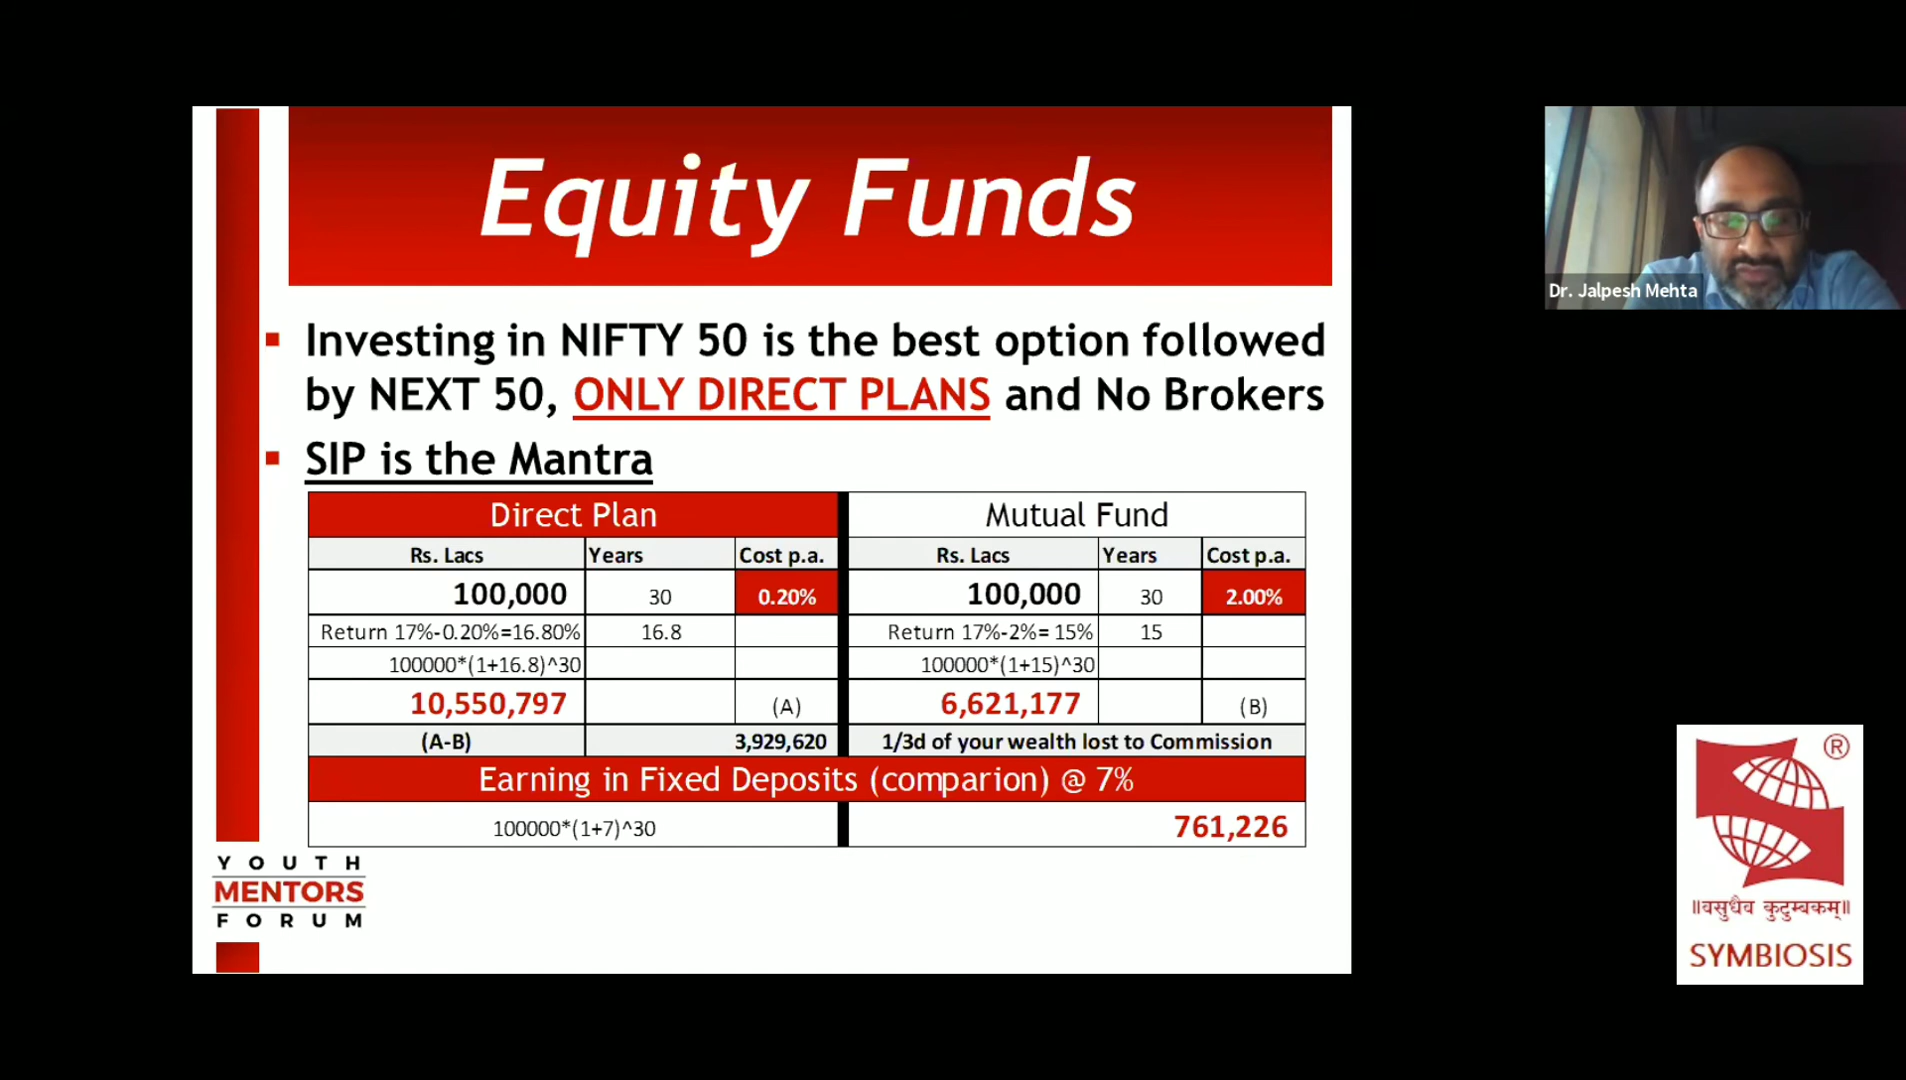 Equity Funds
Investing in NIFTY 50 is the best option followed
by NEXT 50, ONLY DIRECT PLANS and No Brokers
SIP is the Mantra
Direct Plan Mutual Fund
Rs. Lacs Years Cost p.a. Rs. Lacs Years Cost p.a.
100,000 30 0.20% 100,000 30 2.00%
Return 17%-0.20%=16.80% 16.8 Return 17%-2%= 15% 15
100000*(1+16.8)^30 100000*(1+15)^30
10,550,797 (A) 6,621,177 (B)
(A-B) 3,929,620 1/3d of your wealth lost to Commission
Earning in Fixed Deposits (comparion) @ 7%
100000*(1+7)^30 761,226
YOUTH
MENTORS
FORUM
Dr. Jalpesh Mehta
®
॥वसुधैव कुटुम्बकम्॥
SYMBIOSIS